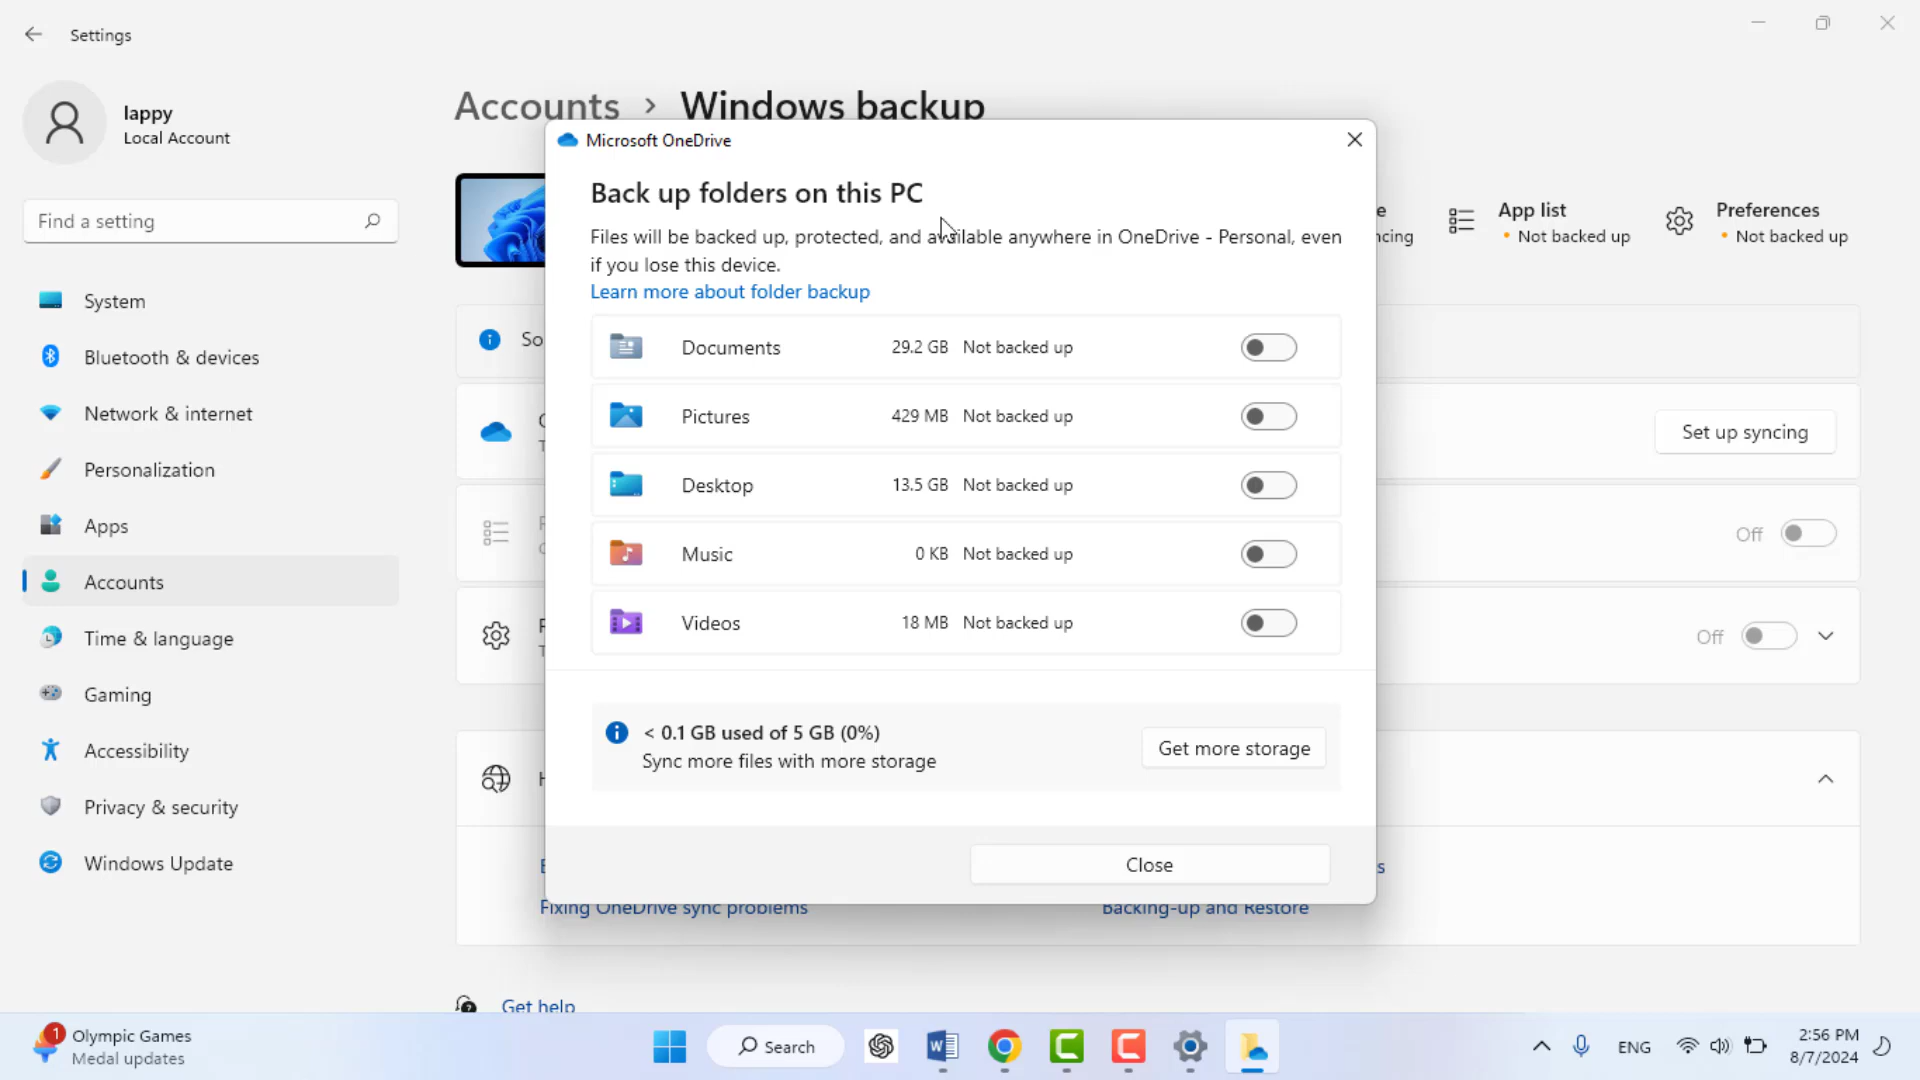 Settings
lappy
Local Account
Find a setting
System
Bluetooth & devices
Network & internet
Personalization
Apps
Accounts
Time & language
Gaming
Accessibility
Privacy & security
Windows Update
Accounts > Windows backup
App list
Not backed up
Preferences
Not backed up
So
Set up syncing
Off
Off
Fixing OneDrive sync problems
Backing-up and Restore
Get help
Microsoft OneDrive
Back up folders on this PC
Files will be backed up, protected, and available anywhere in OneDrive - Personal, even
if you lose this device.
Learn more about folder backup
Documents 29.2 GB Not backed up
Pictures 429 MB Not backed up
Desktop 13.5 GB Not backed up
Music 0 KB Not backed up
Videos 18 MB Not backed up
< 0.1 GB used of 5 GB (0%)
Sync more files with more storage
Get more storage
Close
1
Olympic Games
Medal updates
Search
ENG
2:56 PM
8/7/2024